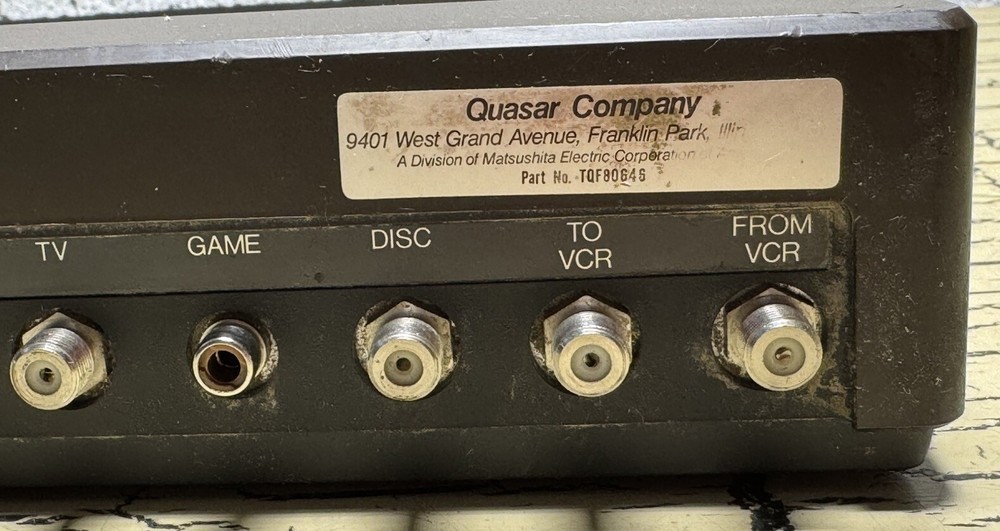 Quasar Company
9401 West Grand Avenue, Franklin Park,
A Division of Matsushita Electric Corporation of
Part No. TQF80646
TV
GAME
DISC
TO
VCR
FROM
VCR